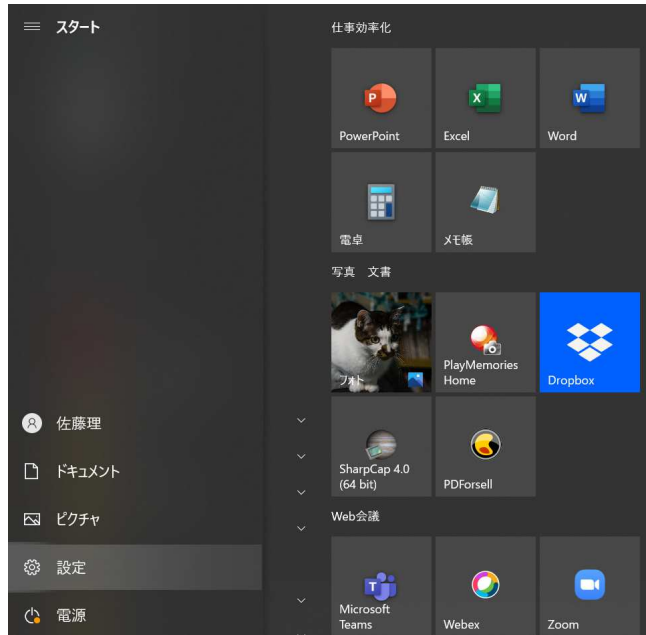 スタート
佐藤理
ドキュメント
ピクチャ
設定
電源
仕事効率化
PowerPoint
Excel
Word
電卓
メモ帳
写真　文書
フォト
PlayMemories
Home
Dropbox
SharpCap 4.0
(64 bit)
PDForsell
Web会議
Microsoft
Teams
Webex
Zoom